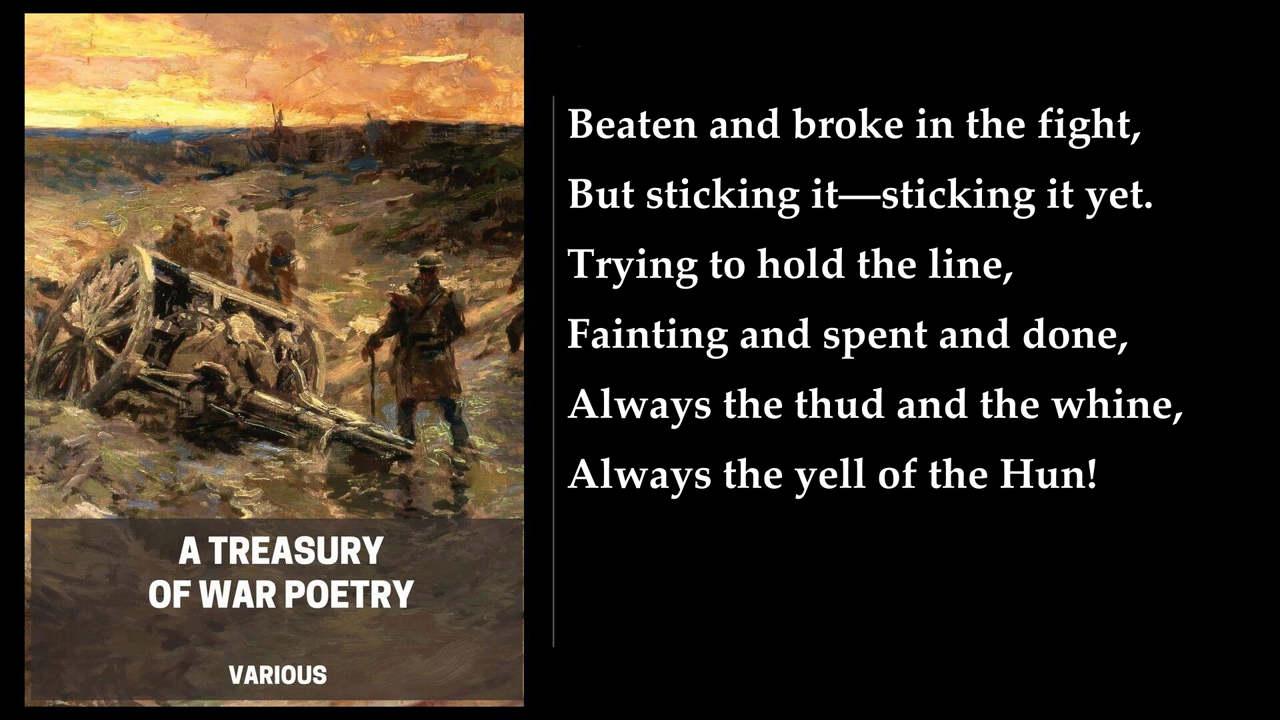 A TREASURY
OF WAR POETRY
VARIOUS
Beaten and broke in the fight,
But sticking it—sticking it yet.
Trying to hold the line,
Fainting and spent and done,
Always the thud and the whine,
Always the yell of the Hun!